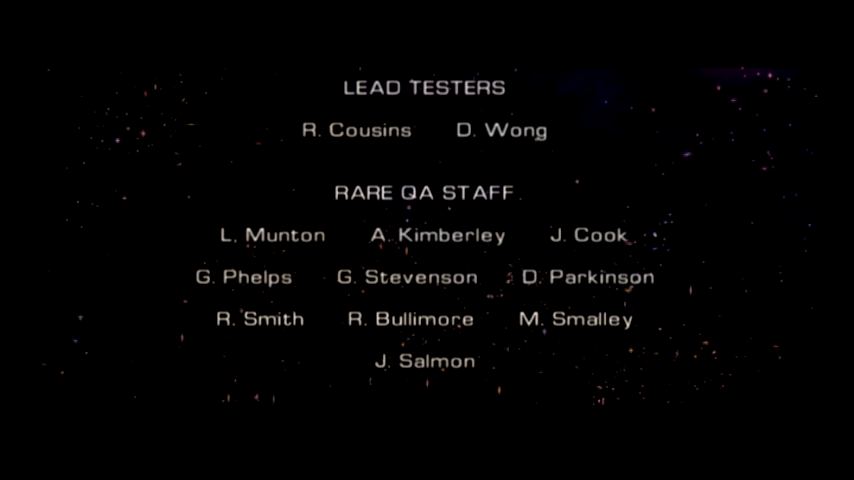 LEAD TESTERS
R. Cousins D. Wong
RARE QA STAFF
L. Munton A. Kimberley J. Cook
G. Phelps G. Stevenson D. Parkinson
R. Smith R. Bullimore M. Smalley
J. Salmon